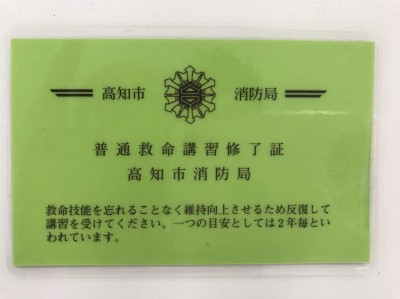 高知市 消防局
普通救命講習修了証
高知市消防局
救命技能を忘れることなく維持向上させるため反復して
講習を受けてください。一つの目安としては２年毎とい
われています。